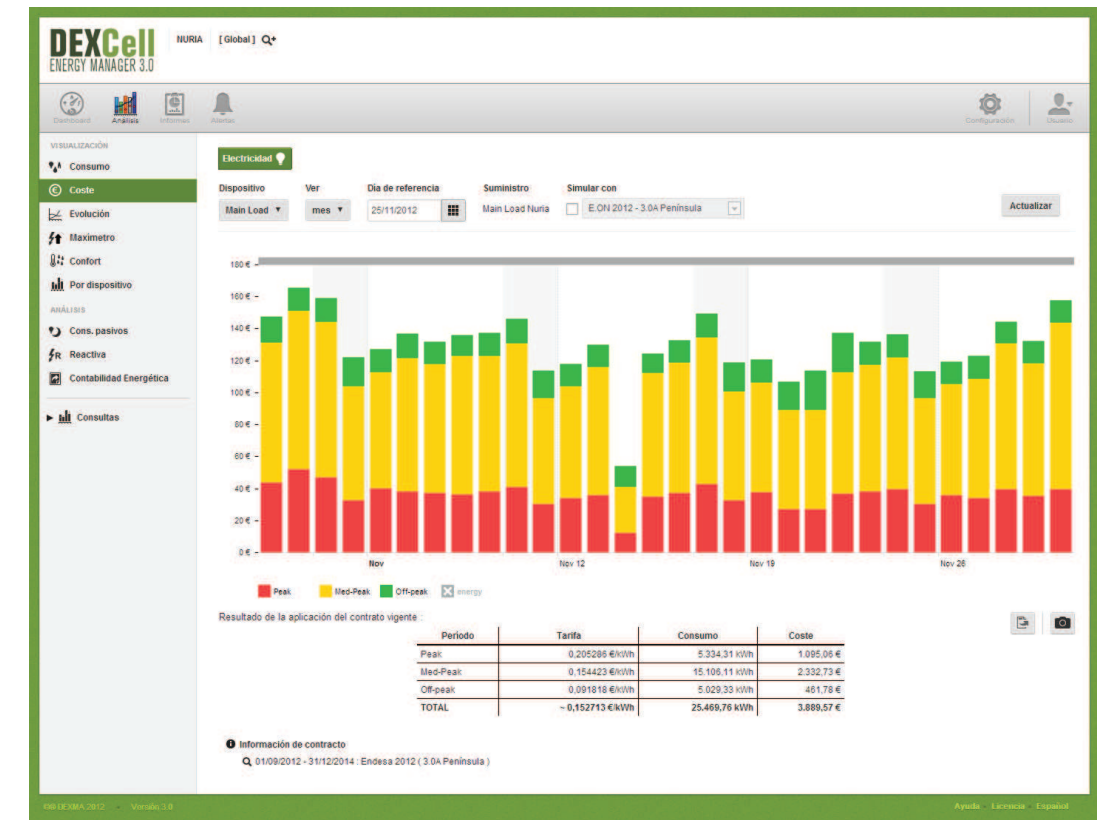 DEXCell
ENERGY MANAGER 3.0
NURIA [ Global ]
Dashboard Análisis Informes Alertas Configuración Usuario
VISUALIZACIÓN
Consumo
Coste
Evolución
Maxímetro
Confort
Por dispositivo
ANÁLISIS
Cons. pasivos
Reactiva
Contabilidad Energética
Consultas
Electricidad
Dispositivo Ver Día de referencia Suministro Simular con
Main Load mes 25/11/2012 Main Load Nuria E.ON 2012 - 3.0A Península Actualizar
180 €
160 €
140 €
120 €
100 €
80 €
60 €
40 €
20 €
0 €
Nov Nov 12 Nov 19 Nov 26
Peak Med-Peak Off-peak energy
Resultado de la aplicación del contrato vigente :
Periodo Tarifa Consumo Coste
Peak 0,205286 €/kWh 5.334,31 kWh 1.095,06 €
Med-Peak 0,154423 €/kWh 15.106,11 kWh 2.332,73 €
Off-peak 0,091818 €/kWh 5.029,33 kWh 461,78 €
TOTAL ~ 0,152713 €/kWh 25.469,76 kWh 3.889,57 €
Información de contracto
01/09/2012 - 31/12/2014 : Endesa 2012 ( 3.0A Península )
DEXMA 2012 - Versión 3.0
Ayuda - Licencia - Español